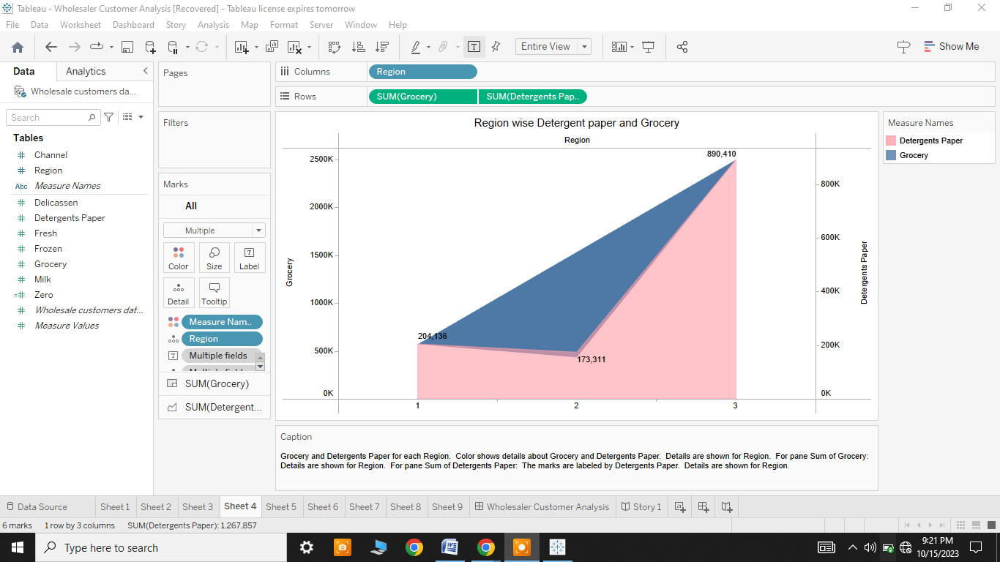 Tableau - Wholesaler Customer Analysis [Recovered] - Tableau license expires tomorrow
File Data Worksheet Dashboard Story Analysis Map Format Server Window Help
Entire View
Show Me
Data Analytics
Wholesale customers da...
Search
Tables
Channel
Region
Abc Measure Names
Delicassen
Detergents Paper
Fresh
Frozen
Grocery
Milk
Zero
Wholesale customers dat...
Measure Values
Pages
Filters
Marks
All
Multiple
Color Size Label
Detail Tooltip
Measure Nam..
Region
Multiple fields
SUM(Grocery)
SUM(Detergent...
Columns Region
Rows SUM(Grocery) SUM(Detergents Pap..
Region wise Detergent paper and Grocery
Region
2500K
2000K
1500K
1000K
500K
0K
Grocery
890,410
204,136
173,311
800K
600K
400K
200K
0K
Detergents Paper
1 2 3
Measure Names
Detergents Paper
Grocery
Caption
Grocery and Detergents Paper for each Region. Color shows details about Grocery and Detergents Paper. Details are shown for Region. For pane Sum of Grocery:
Details are shown for Region. For pane Sum of Detergents Paper: The marks are labeled by Detergents Paper. Details are shown for Region.
Data Source Sheet 1 Sheet 2 Sheet 3 Sheet 4 Sheet 5 Sheet 6 Sheet 7 Sheet 8 Sheet 9 Wholesaler Customer Analysis Story 1
6 marks 1 row by 3 columns SUM(Detergents Paper): 1,267,857
Type here to search
9:21 PM
10/15/2023